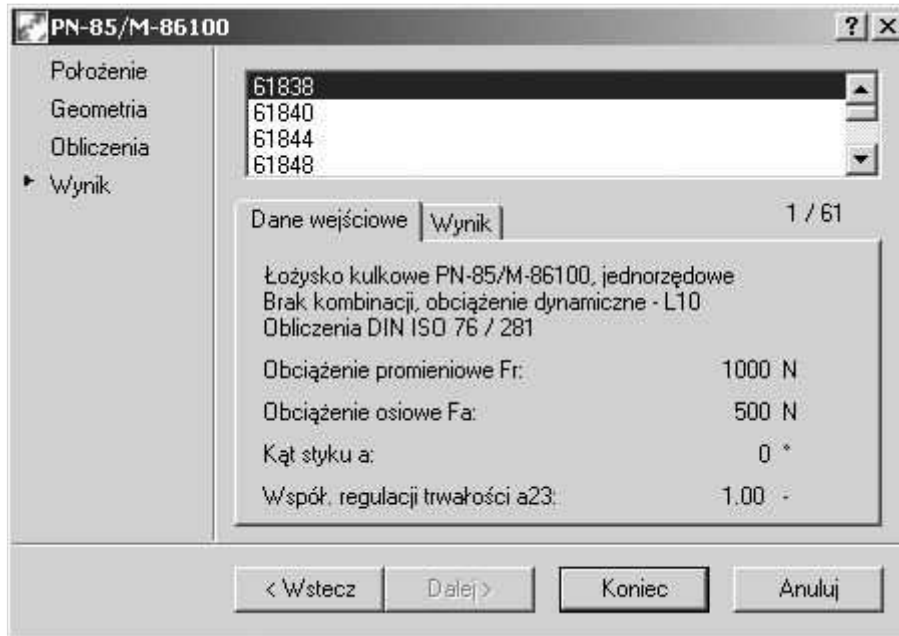 PN-85/M-86100
Położenie
Geometria
Obliczenia
Wynik
61838
61840
61844
61848
Dane wejściowe
Wynik
1 / 61
Łożysko kulkowe PN-85/M-86100, jednorzędowe
Brak kombinacji, obciążenie dynamiczne - L10
Obliczenia DIN ISO 76 / 281
Obciążenie promieniowe Fr: 1000 N
Obciążenie osiowe Fa: 500 N
Kąt styku a: 0 °
Współ. regulacji trwałości a23: 1.00 -
< Wstecz
Dalej >
Koniec
Anuluj